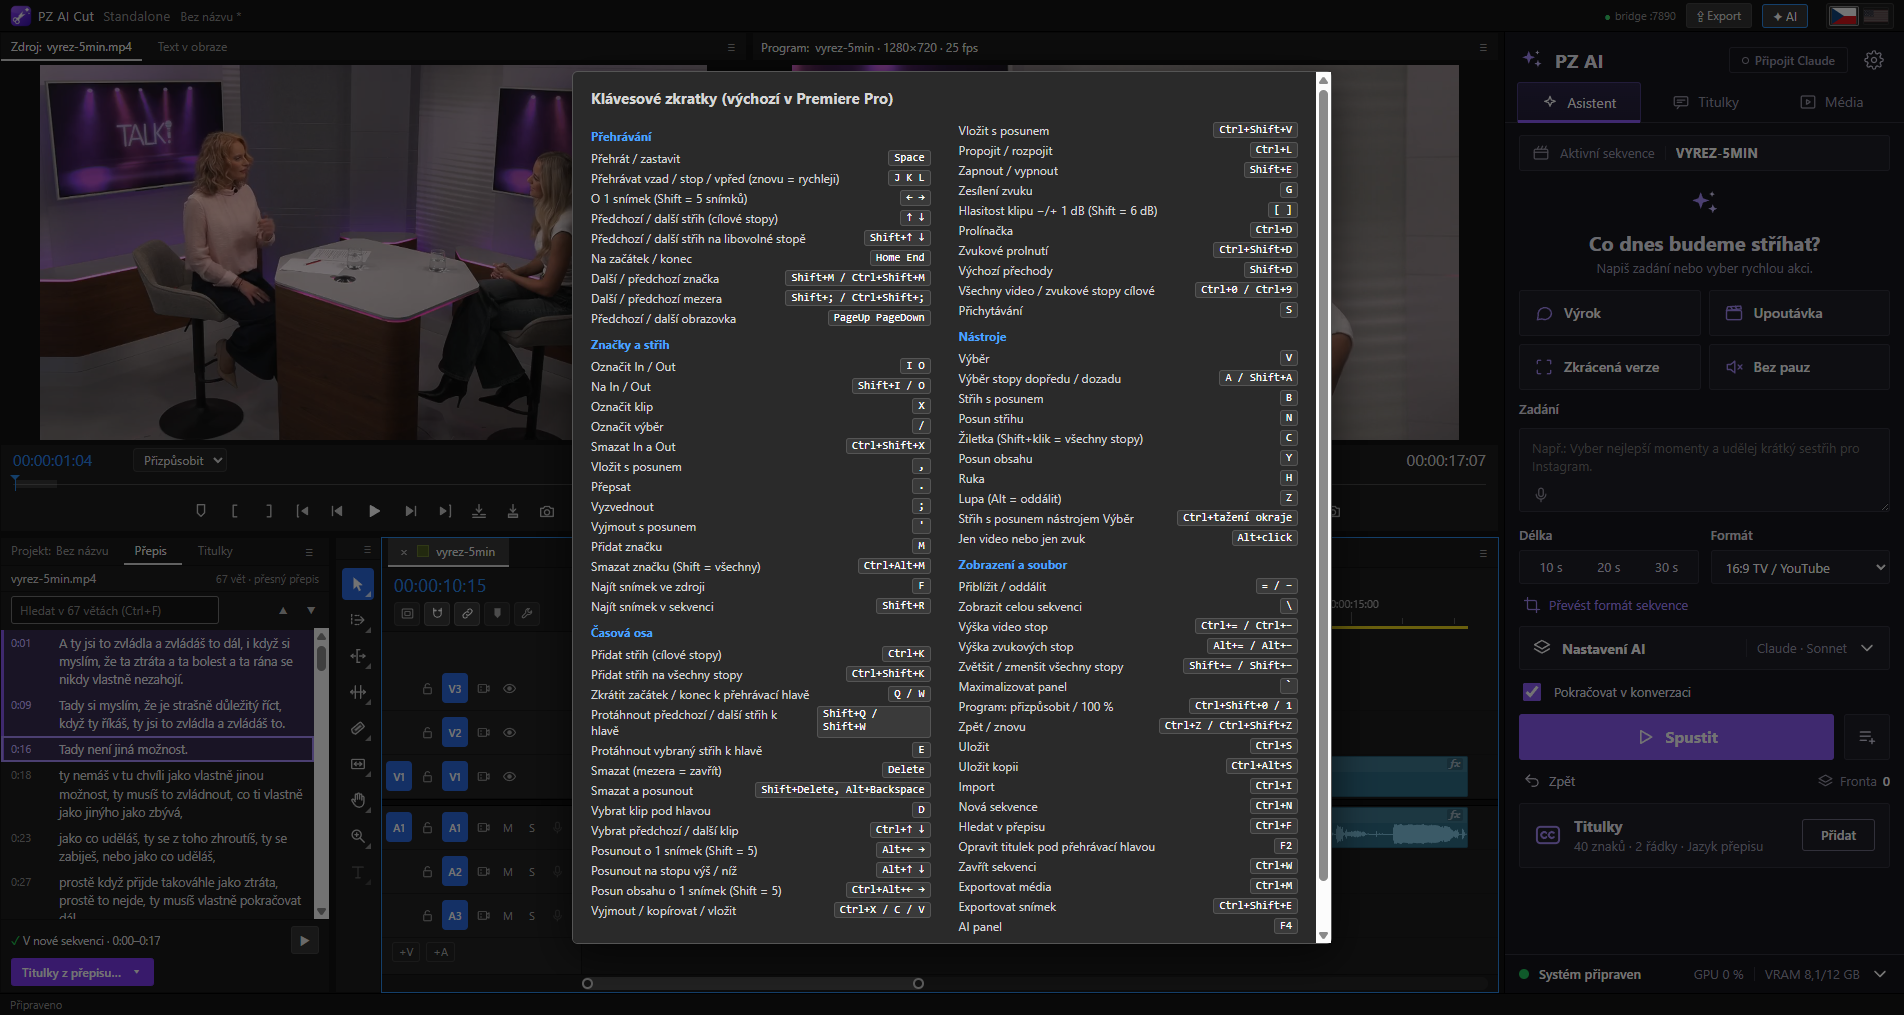 PZ AI Cut Standalone Bez názvu *
bridge :7890 Export AI
Zdroj: vyrez-5min.mp4 Text v obraze
Program: vyrez-5min · 1280×720 · 25 fps
TALK!
00:00:01:04 Přizpůsobit
00:00:17:07
Projekt: Bez názvu Přepis Titulky
vyrez-5min.mp4 67 vět · přesný přepis
Hledat v 67 větách (Ctrl+F)
0:01 A ty jsi to zvládla a zvládáš to dál, i když si
myslím, že ta ztráta a ta bolest a ta rána se
nikdy vlastně nezahojí.
0:09 Tady si myslím, že je strašně důležitý říct,
když ty říkáš, ty jsi to zvládla a zvládáš to.
0:16 Tady není jiná možnost.
0:18 ty nemáš v tu chvíli jako vlastně jinou
možnost, ty musíš to zvládnout, co ti vlastně
jako jinýho jako zbývá,
0:23 jako co uděláš, ty se z toho zhroutíš, ty se
zabiješ, nebo jako co uděláš,
0:27 prostě když přijde takováhle jako ztráta,
prostě to nejde, ty musíš vlastně pokračovat
dál
✓ V nové sekvenci · 0:00–0:17
Titulky z přepisu...
Připraveno
× vyrez-5min
00:00:10:15
0:00:15:00
V3
V2
V1 V1
A1 A1 M S
A2 M S
A3 M S
+V +A
fx
fx
Klávesové zkratky (výchozí v Premiere Pro)
Přehrávání
Přehrát / zastavit Space
Přehrávat vzad / stop / vpřed (znovu = rychleji) J K L
O 1 snímek (Shift = 5 snímků) ← →
Předchozí / další střih (cílové stopy) ↑ ↓
Předchozí / další střih na libovolné stopě Shift+↑ ↓
Na začátek / konec Home End
Další / předchozí značka Shift+M / Ctrl+Shift+M
Další / předchozí mezera Shift+; / Ctrl+Shift+;
Předchozí / další obrazovka PageUp PageDown
Značky a střih
Označit In / Out I O
Na In / Out Shift+I / O
Označit klip X
Označit výběr /
Smazat In a Out Ctrl+Shift+X
Vložit s posunem ,
Přepsat .
Vyzvednout ;
Vyjmout s posunem '
Přidat značku M
Smazat značku (Shift = všechny) Ctrl+Alt+M
Najít snímek ve zdroji F
Najít snímek v sekvenci Shift+R
Časová osa
Přidat střih (cílové stopy) Ctrl+K
Přidat střih na všechny stopy Ctrl+Shift+K
Zkrátit začátek / konec k přehrávací hlavě Q / W
Protáhnout předchozí / další střih k hlavě Shift+Q / Shift+W
Protáhnout vybraný střih k hlavě E
Smazat (mezera = zavřít) Delete
Smazat a posunout Shift+Delete, Alt+Backspace
Vybrat klip pod hlavou D
Vybrat předchozí / další klip Ctrl+↑ ↓
Posunout o 1 snímek (Shift = 5) Alt+← →
Posunout na stopu výš / níž Alt+↑ ↓
Posun obsahu o 1 snímek (Shift = 5) Ctrl+Alt+← →
Vyjmout / kopírovat / vložit Ctrl+X / C / V
Vložit s posunem Ctrl+Shift+V
Propojit / rozpojit Ctrl+L
Zapnout / vypnout Shift+E
Zesílení zvuku G
Hlasitost klipu −/+ 1 dB (Shift = 6 dB) [ ]
Prolínačka Ctrl+D
Zvukové prolnutí Ctrl+Shift+D
Výchozí přechody Shift+D
Všechny video / zvukové stopy cílové Ctrl+0 / Ctrl+9
Přichytávání S
Nástroje
Výběr V
Výběr stopy dopředu / dozadu A / Shift+A
Střih s posunem B
Posun střihu N
Žiletka (Shift+klik = všechny stopy) C
Posun obsahu Y
Ruka H
Lupa (Alt = oddálit) Z
Střih s posunem nástrojem Výběr Ctrl+tažení okraje
Jen video nebo jen zvuk Alt+click
Zobrazení a soubor
Přiblížit / oddálit = / −
Zobrazit celou sekvenci \
Výška video stop Ctrl+= / Ctrl+−
Výška zvukových stop Alt+= / Alt+−
Zvětšit / zmenšit všechny stopy Shift+= / Shift+−
Maximalizovat panel `
Program: přizpůsobit / 100 % Ctrl+Shift+0 / 1
Zpět / znovu Ctrl+Z / Ctrl+Shift+Z
Uložit Ctrl+S
Uložit kopii Ctrl+Alt+S
Import Ctrl+I
Nová sekvence Ctrl+N
Hledat v přepisu Ctrl+F
Opravit titulek pod přehrávací hlavou F2
Zavřít sekvenci Ctrl+W
Exportovat média Ctrl+M
Exportovat snímek Ctrl+Shift+E
AI panel F4
PZ AI Připojit Claude
Asistent Titulky Média
Aktivní sekvence VYREZ-5MIN
Co dnes budeme stříhat?
Napiš zadání nebo vyber rychlou akci.
Výrok Upoutávka
Zkrácená verze Bez pauz
Zadání
Např.: Vyber nejlepší momenty a udělej krátký sestřih pro
Instagram.
Délka Formát
10 s 20 s 30 s 16:9 TV / YouTube
Převést formát sekvence
Nastavení AI Claude · Sonnet
Pokračovat v konverzaci
Spustit
Zpět Fronta 0
CC Titulky
40 znaků · 2 řádky · Jazyk přepisu
Přidat
Systém připraven GPU 0 % VRAM 8,1/12 GB